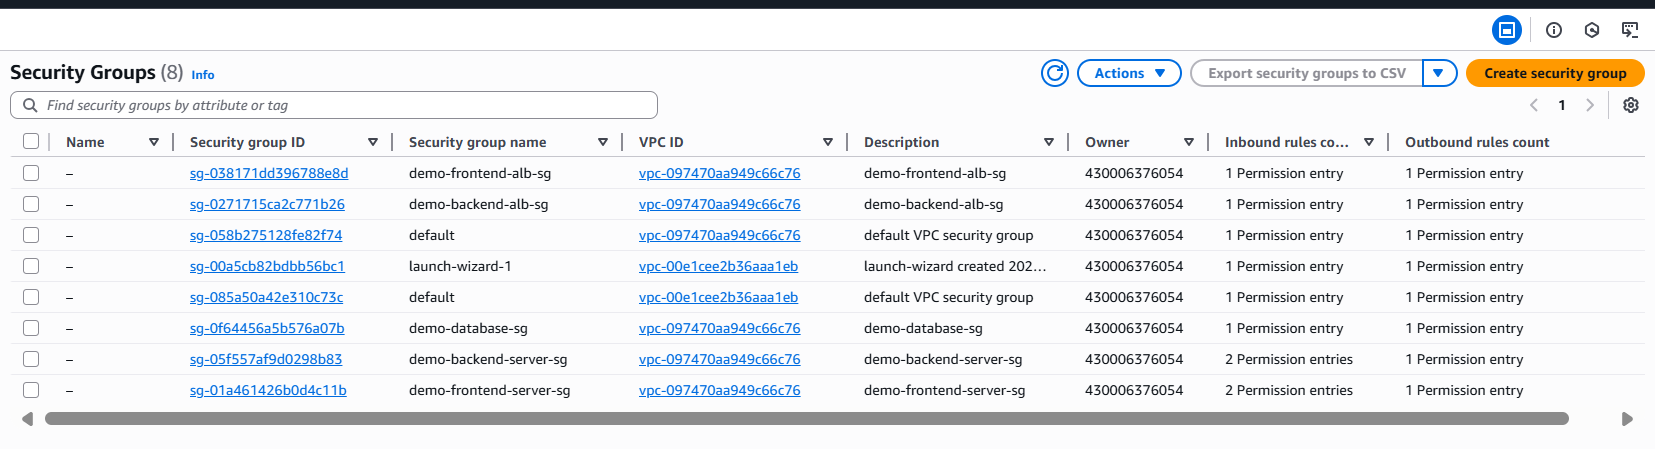 Security Groups (8) Info
Actions Export security groups to CSV Create security group
Find security groups by attribute or tag
1
Name Security group ID Security group name VPC ID Description Owner Inbound rules co... Outbound rules count
– sg-038171dd396788e8d demo-frontend-alb-sg vpc-097470aa949c66c76 demo-frontend-alb-sg 430006376054 1 Permission entry 1 Permission entry
– sg-0271715ca2c771b26 demo-backend-alb-sg vpc-097470aa949c66c76 demo-backend-alb-sg 430006376054 1 Permission entry 1 Permission entry
– sg-058b275128fe82f74 default vpc-097470aa949c66c76 default VPC security group 430006376054 1 Permission entry 1 Permission entry
– sg-00a5cb82bdbb56bc1 launch-wizard-1 vpc-00e1cee2b36aaa1eb launch-wizard created 202... 430006376054 1 Permission entry 1 Permission entry
– sg-085a50a42e310c73c default vpc-00e1cee2b36aaa1eb default VPC security group 430006376054 1 Permission entry 1 Permission entry
– sg-0f64456a5b576a07b demo-database-sg vpc-097470aa949c66c76 demo-database-sg 430006376054 1 Permission entry 1 Permission entry
– sg-05f557af9d0298b83 demo-backend-server-sg vpc-097470aa949c66c76 demo-backend-server-sg 430006376054 2 Permission entries 1 Permission entry
– sg-01a461426b0d4c11b demo-frontend-server-sg vpc-097470aa949c66c76 demo-frontend-server-sg 430006376054 2 Permission entries 1 Permission entry